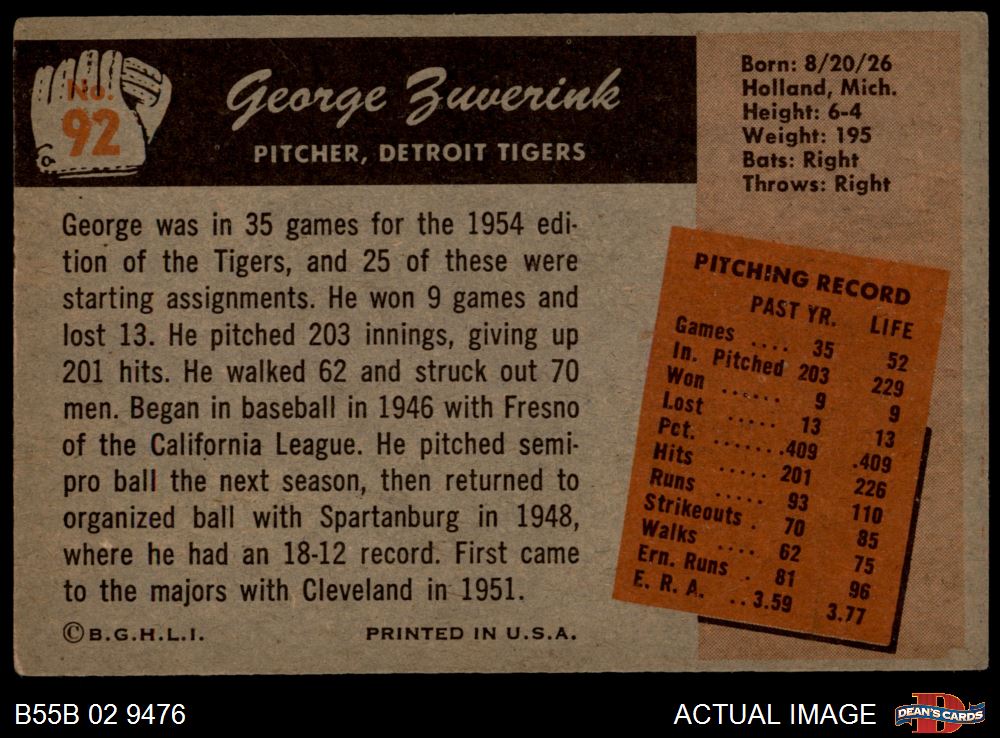 No.
92
George Zuverink
PITCHER, DETROIT TIGERS
Born: 8/20/26
Holland, Mich.
Height: 6-4
Weight: 195
Bats: Right
Throws: Right
George was in 35 games for the 1954 edi-
tion of the Tigers, and 25 of these were
starting assignments. He won 9 games and
lost 13. He pitched 203 innings, giving up
201 hits. He walked 62 and struck out 70
men. Began in baseball in 1946 with Fresno
of the California League. He pitched semi-
pro ball the next season, then returned to
organized ball with Spartanburg in 1948,
where he had an 18-12 record. First came
to the majors with Cleveland in 1951.
©B.G.H.L.I. PRINTED IN U.S.A.
PITCHING RECORD
PAST YR. LIFE
Games .... 35 52
In. Pitched 203 229
Won ...... 9 9
Lost ..... 13 13
Pct. .......409 .409
Hits ..... 201 226
Runs ..... 93 110
Strikeouts . 70 85
Walks .... 62 75
Ern. Runs . 81 96
E. R. A. ..3.59 3.77
B55B 02 9476
ACTUAL IMAGE
D
DEAN'S CARDS